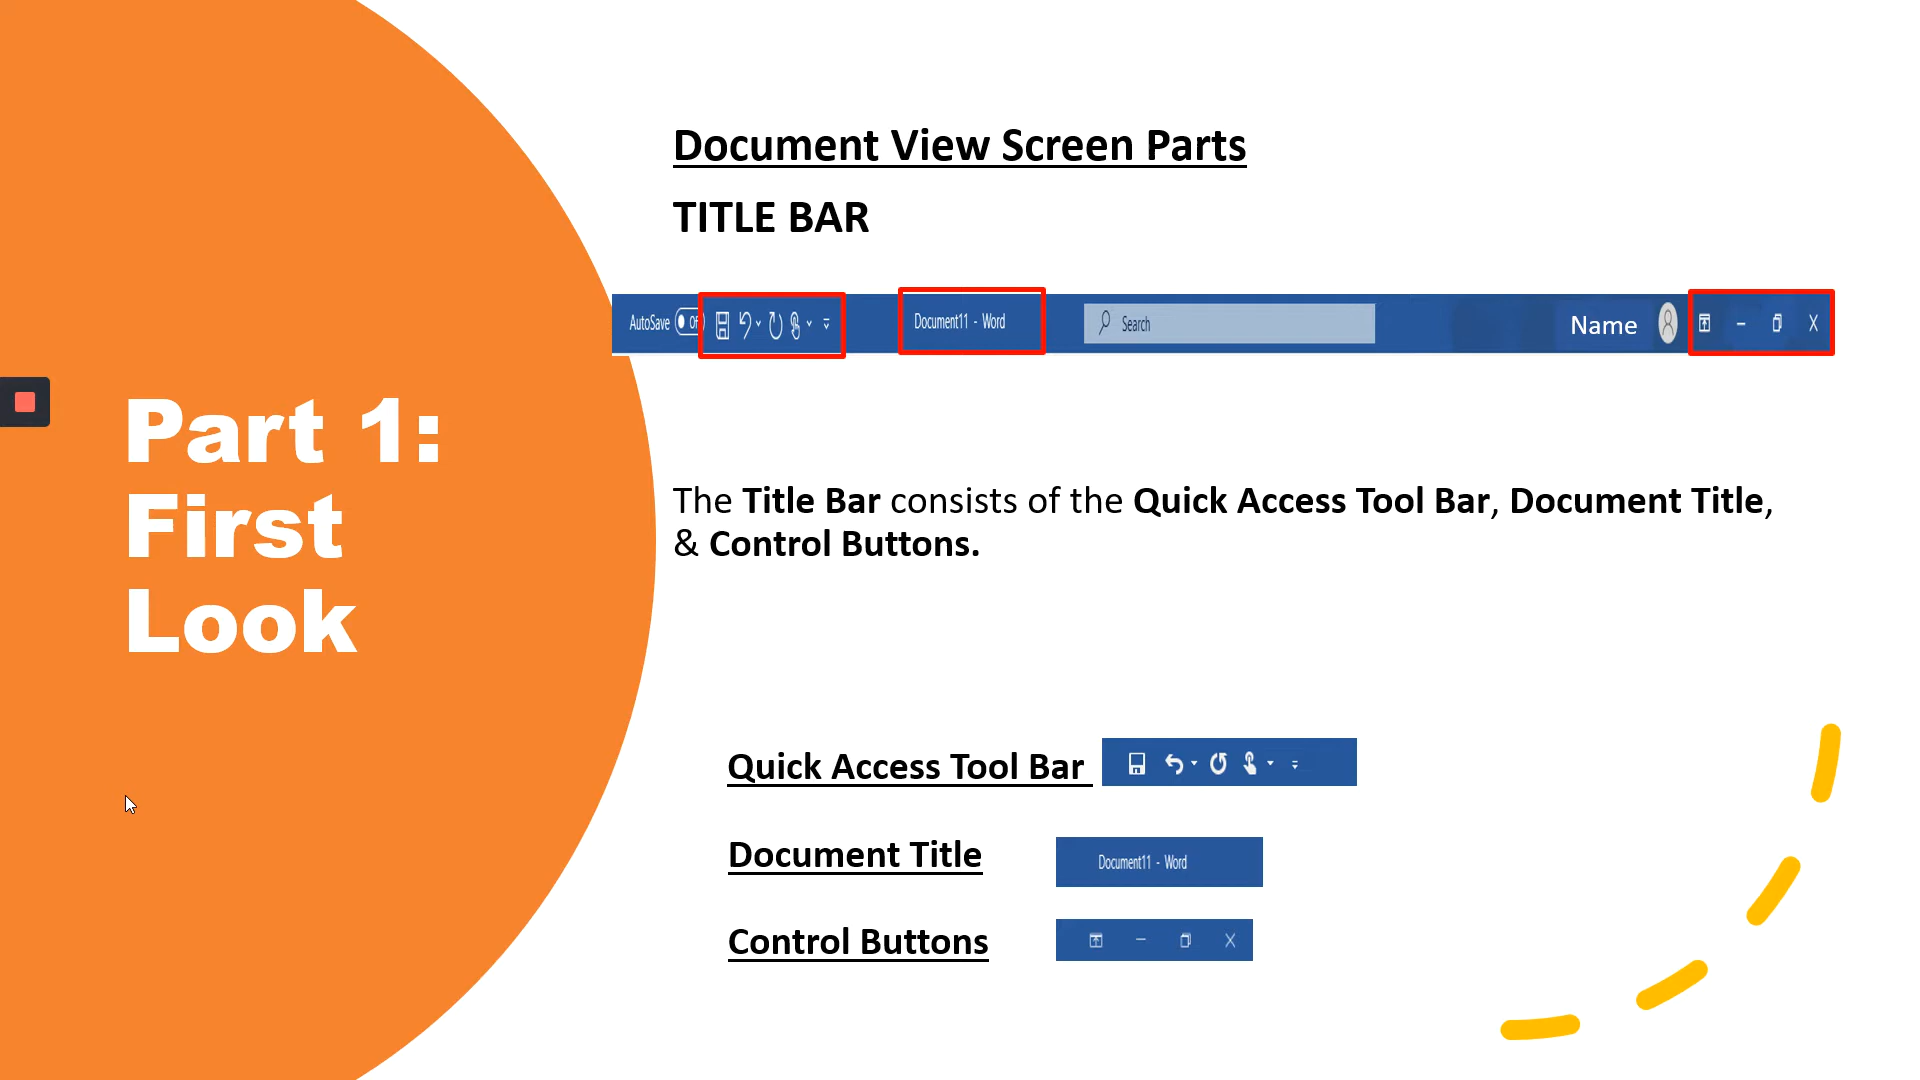 Document View Screen Parts
TITLE BAR
AutoSave Off Document11 - Word Search Name
Part 1:
First
Look
The Title Bar consists of the Quick Access Tool Bar, Document Title,
& Control Buttons.
Quick Access Tool Bar
Document Title Document11 - Word
Control Buttons